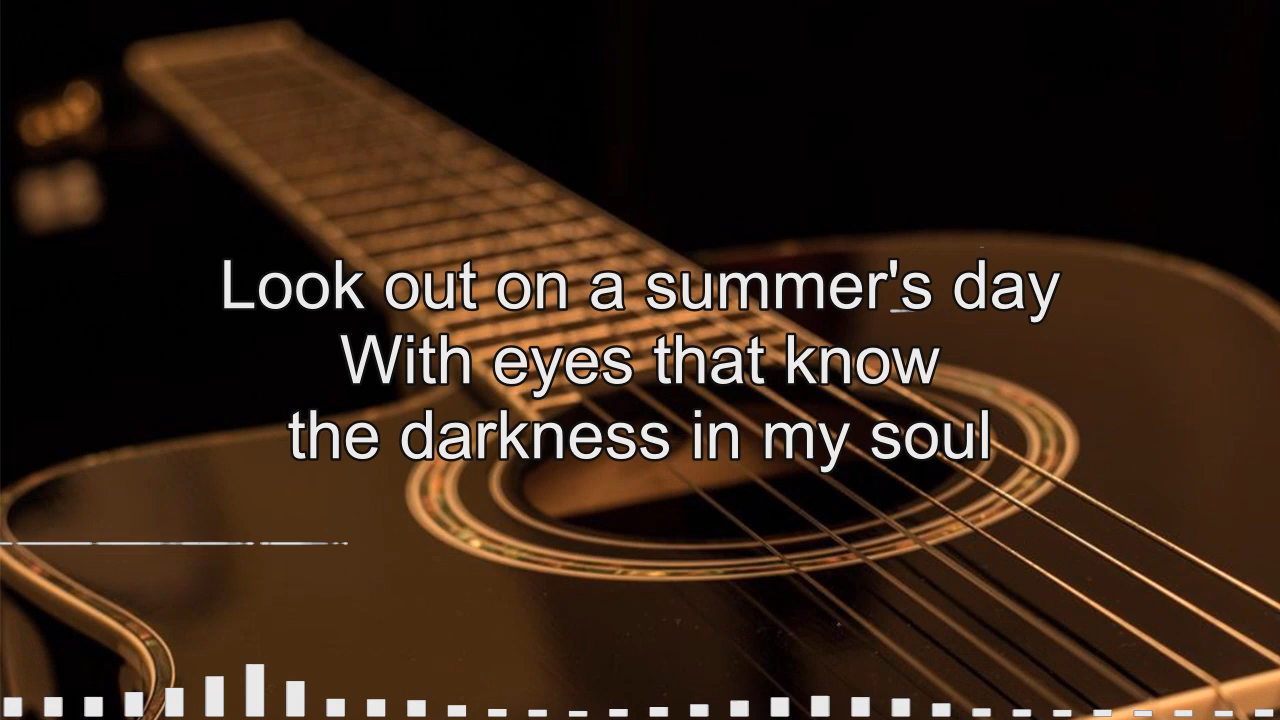 Look out on a summer's day
With eyes that know
the darkness in my soul